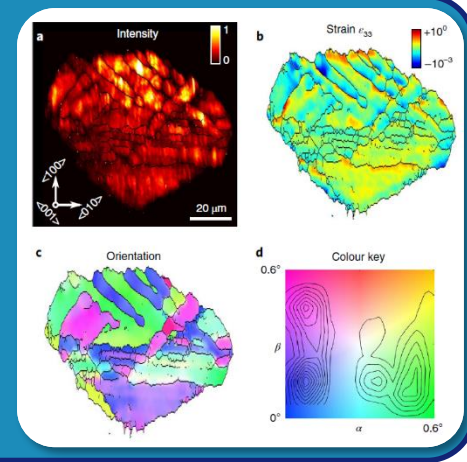 a Intensity
1
0
<100>
<001>
<010>
20 μm
b Strain ε33
+10⁰
−10⁻³
c Orientation
d Colour key
0.6°
β
0°
α
0.6°